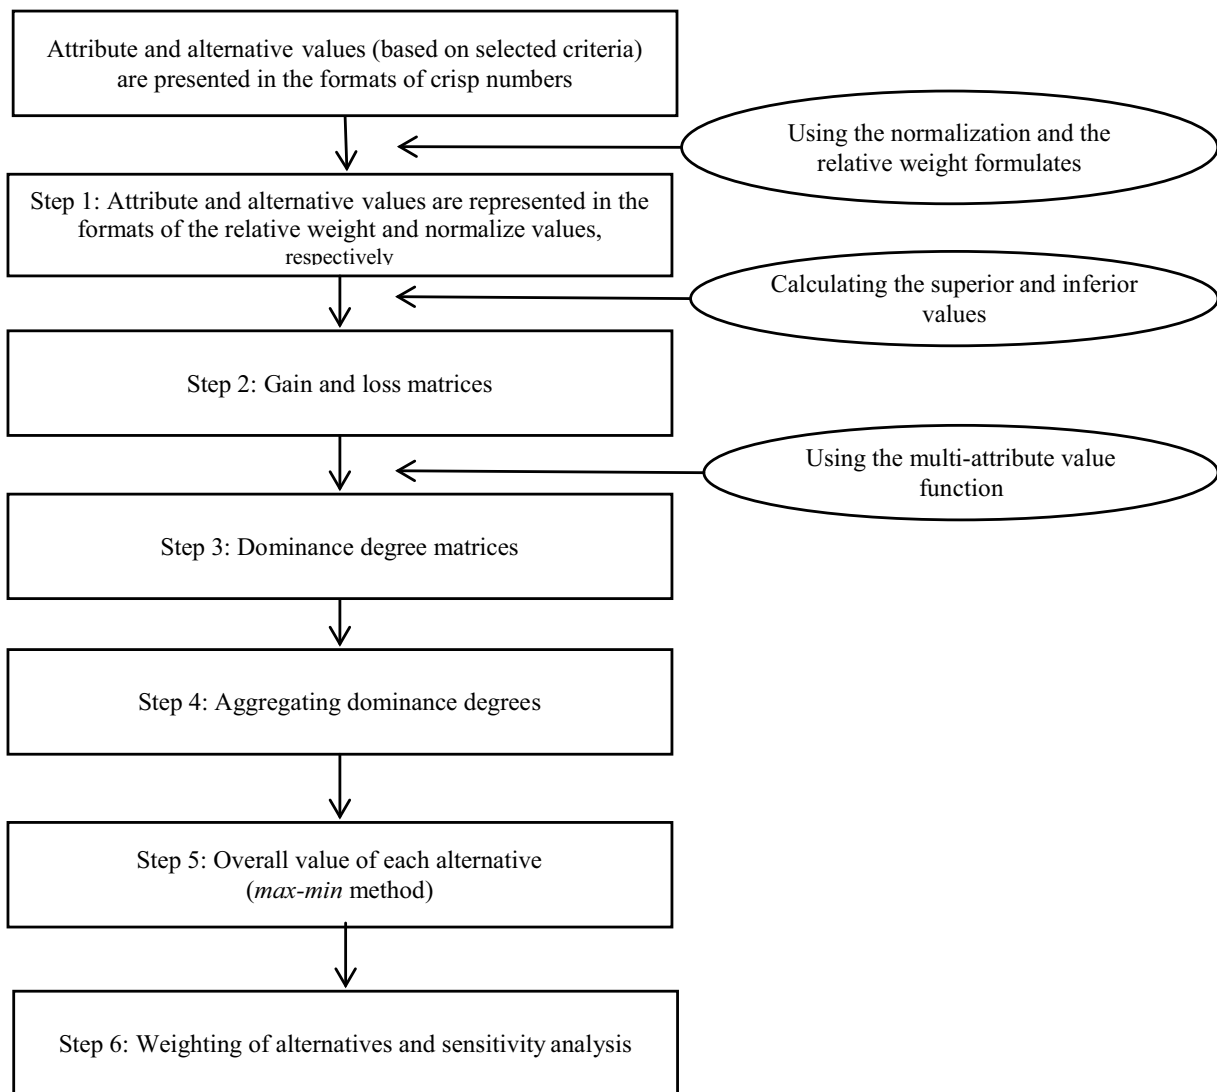 Attribute and alternative values (based on selected criteria)
are presented in the formats of crisp numbers
Using the normalization and the
relative weight formulates
Step 1: Attribute and alternative values are represented in the
formats of the relative weight and normalize values,
respectively
Calculating the superior and inferior
values
Step 2: Gain and loss matrices
Using the multi-attribute value
function
Step 3: Dominance degree matrices
Step 4: Aggregating dominance degrees
Step 5: Overall value of each alternative
(max-min method)
Step 6: Weighting of alternatives and sensitivity analysis